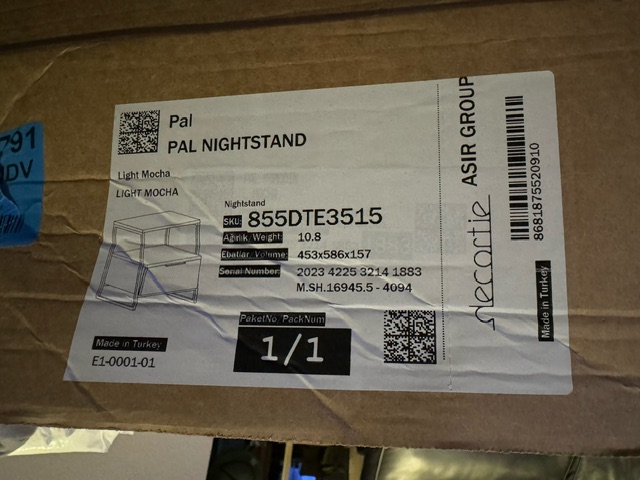 791
DV
Pal
PAL NIGHTSTAND
Light Mocha
LIGHT MOCHA
Nightstand
SKU: 855DTE3515
Ağırlık/Weight: 10.8
Ebatlar/Volume: 453x586x157
Serial Number: 2023 4225 3214 1883
M.SH.16945.5 - 4094
PaketNo/PackNum
1/1
Made in Turkey
E1-0001-01
decortie
ASIR GROUP
8681875520910
Made in Turkey